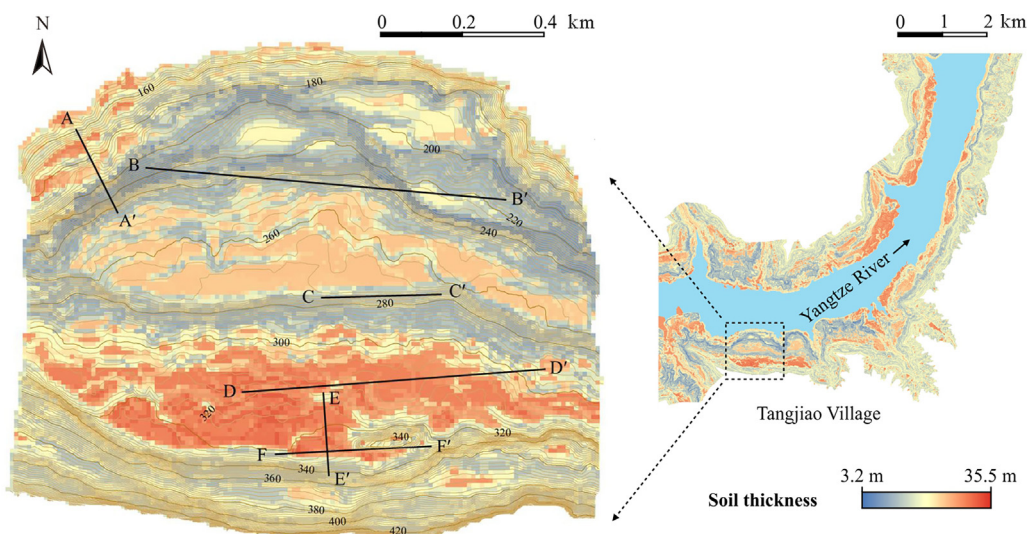 N
0 0.2 0.4 km
0 1 2 km
160
180
A
200
B
B′
A′
220
240
260
C C′
280
300
D′
D
E
320
340
320
F F′
340
E′
360
380
400
420
Yangtze River
Tangjiao Village
3.2 m 35.5 m
Soil thickness